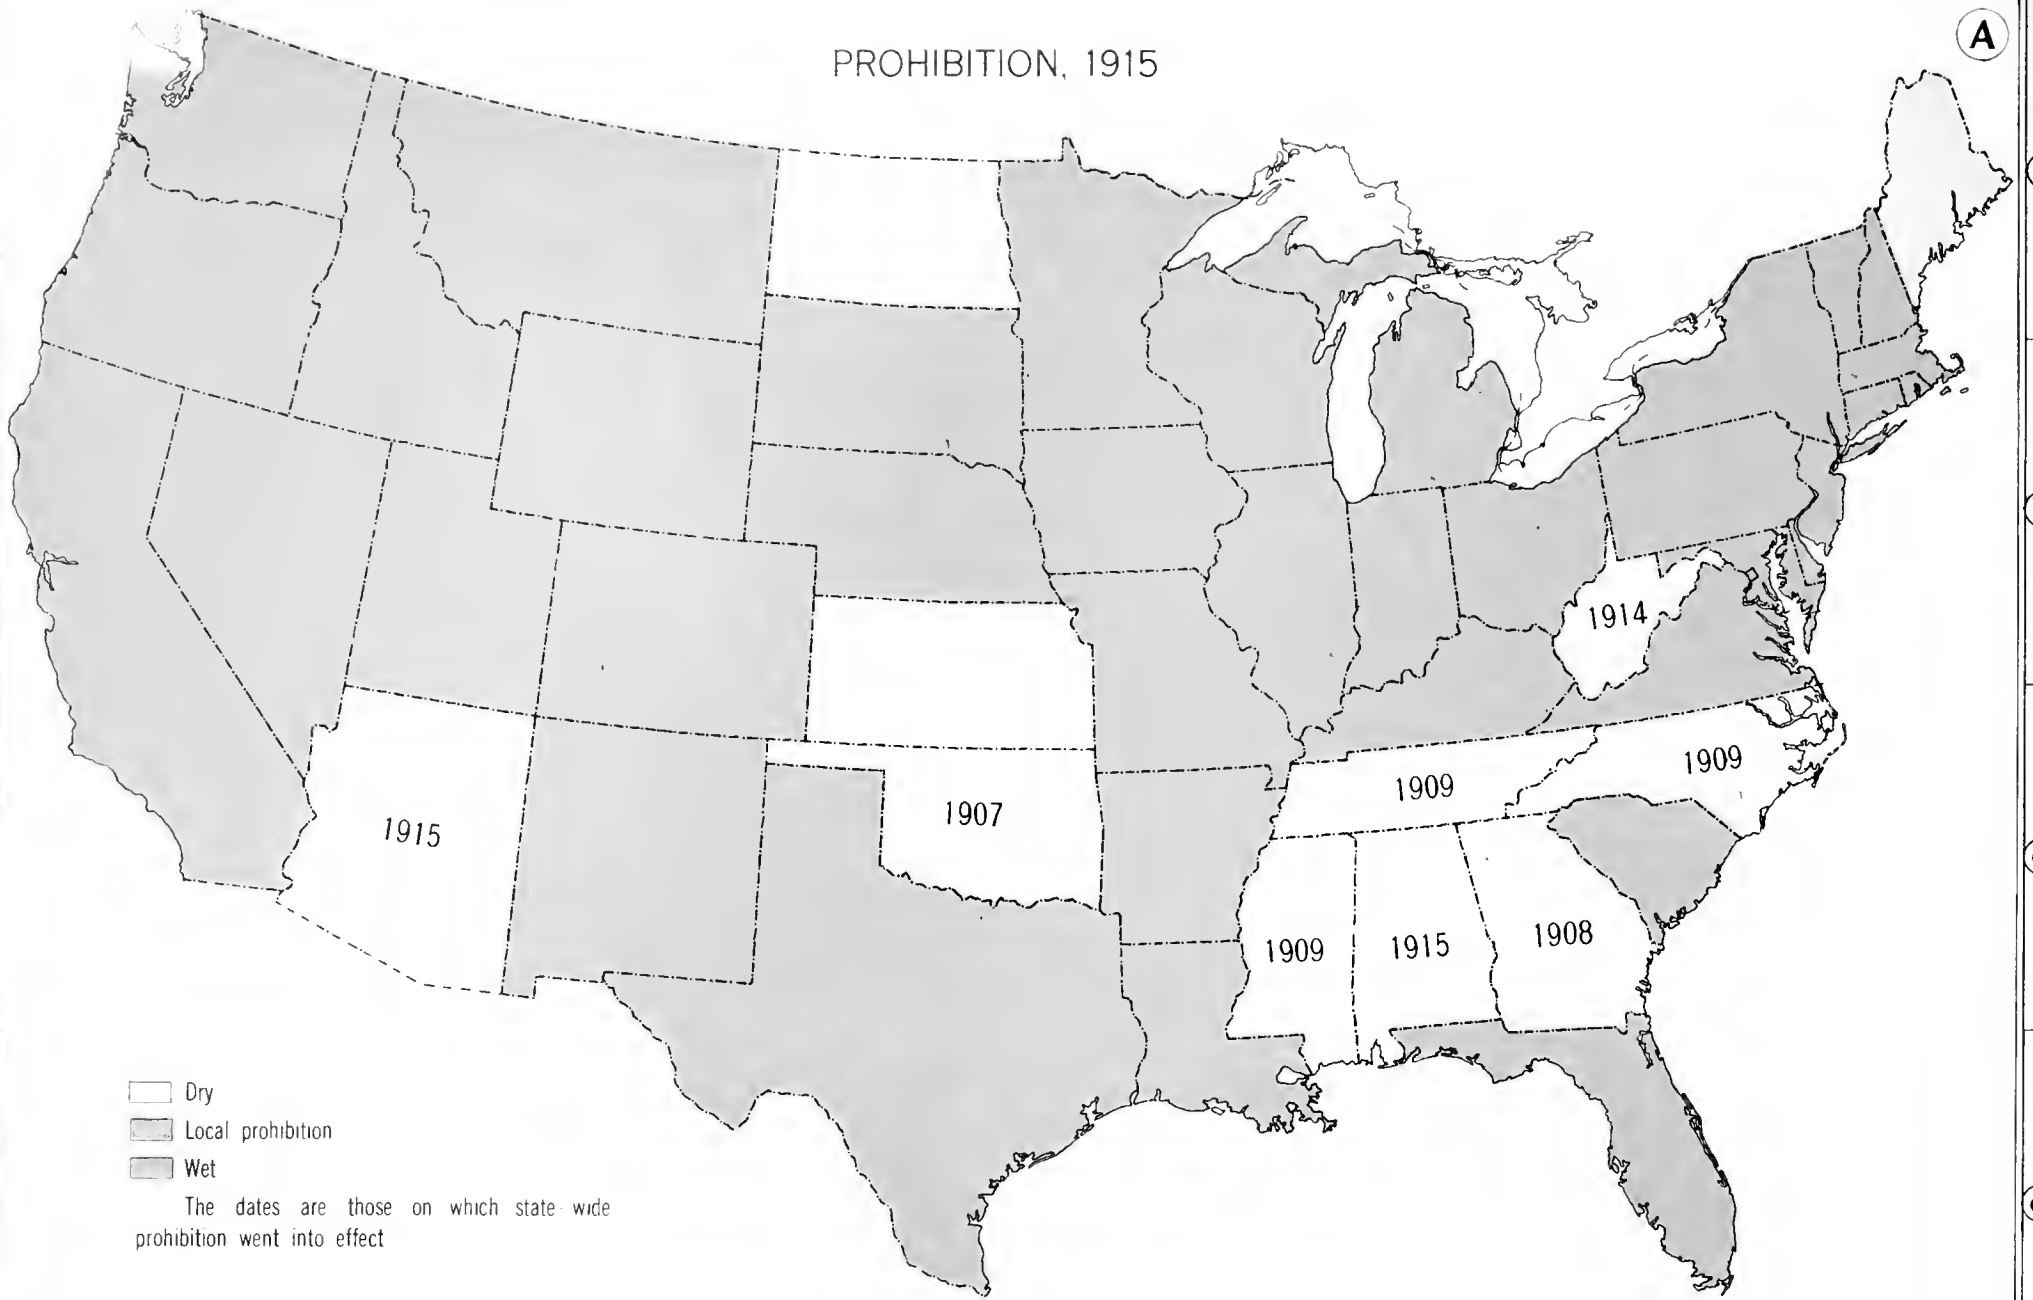 A
PROHIBITION, 1915
1914
1909
1909
1907
1915
1909
1915
1908
Dry
Local prohibition
Wet
The dates are those on which state wide
prohibition went into effect